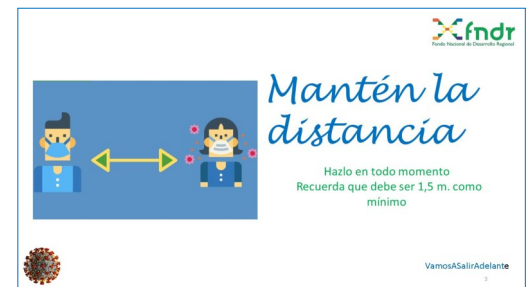 fndr
Fondo Nacional de Desarrollo Regional
Mantén la
distancia
Hazlo en todo momento
Recuerda que debe ser 1,5 m. como
mínimo
VamosASalirAdelante
3